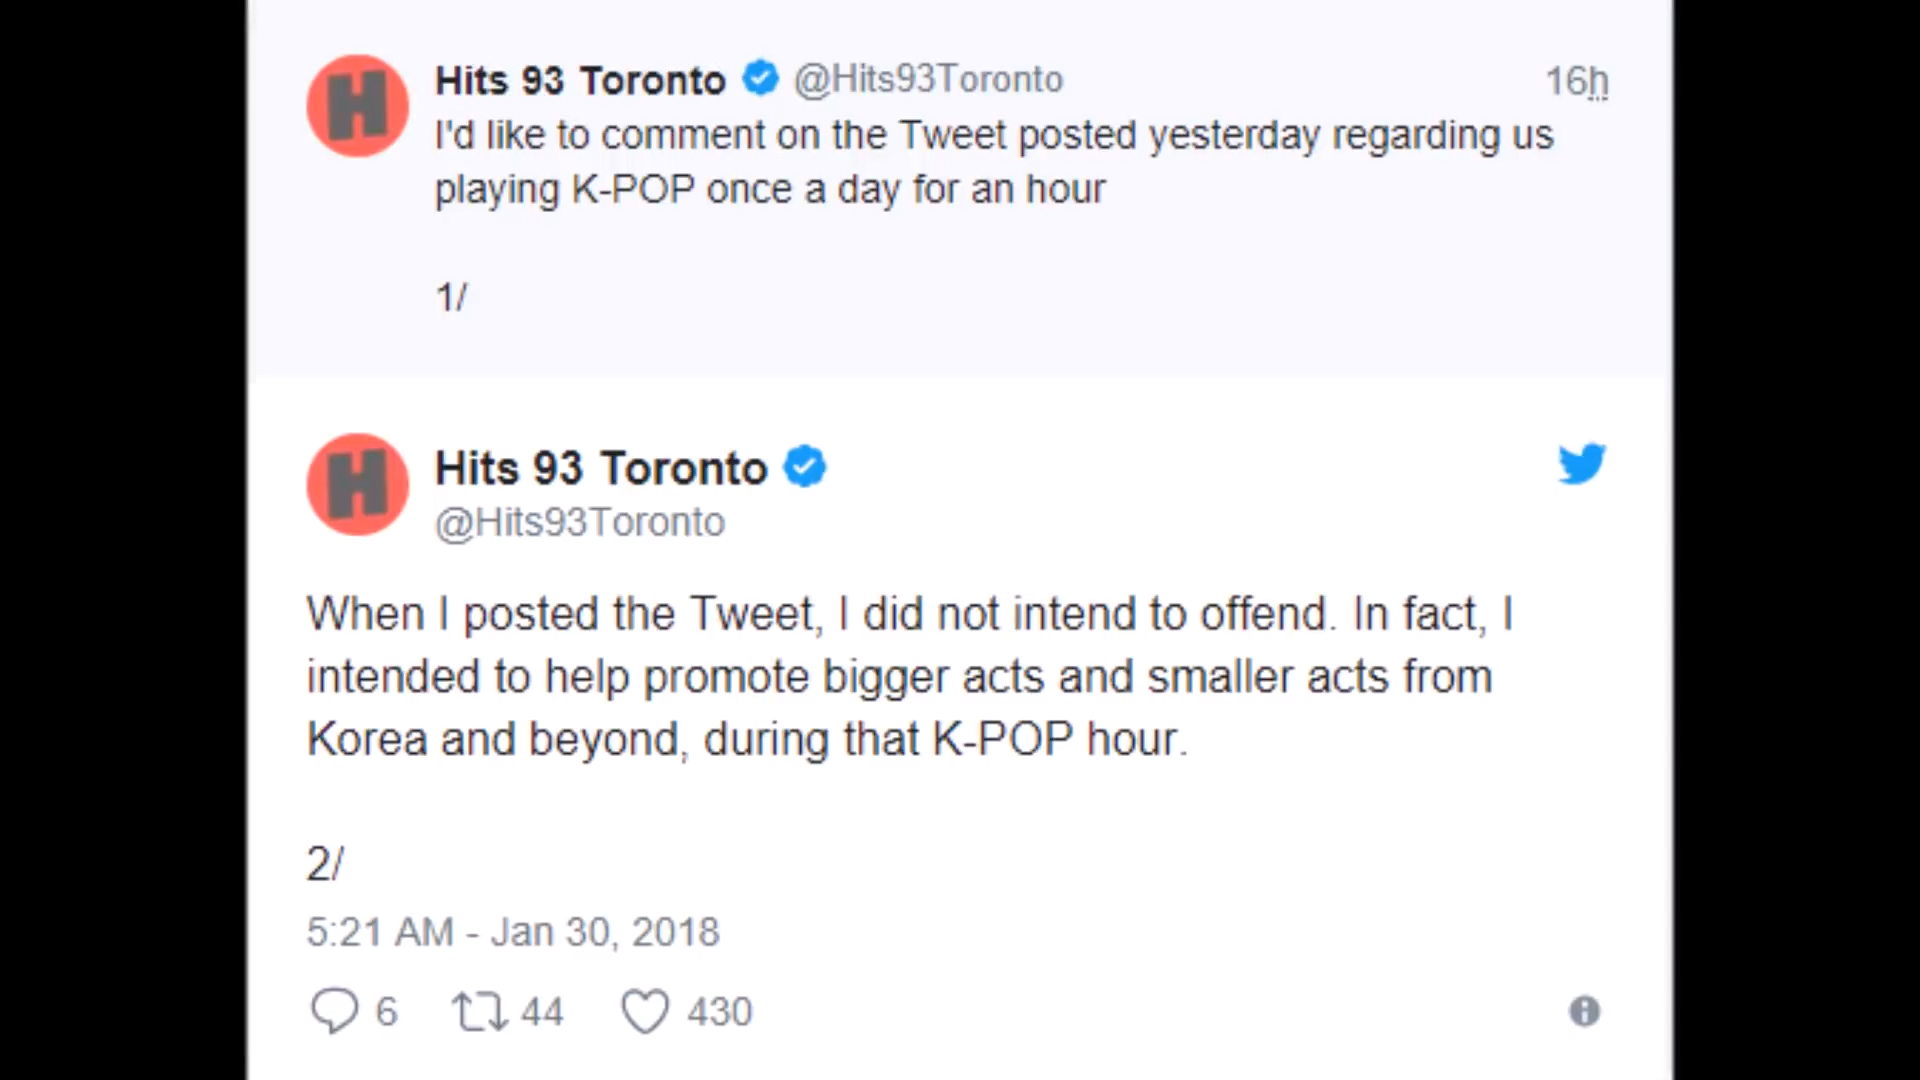 Hits 93 Toronto @Hits93Toronto 16h
I'd like to comment on the Tweet posted yesterday regarding us
playing K-POP once a day for an hour
1/
Hits 93 Toronto
@Hits93Toronto
When I posted the Tweet, I did not intend to offend. In fact, I
intended to help promote bigger acts and smaller acts from
Korea and beyond, during that K-POP hour.
2/
5:21 AM - Jan 30, 2018
6 44 430